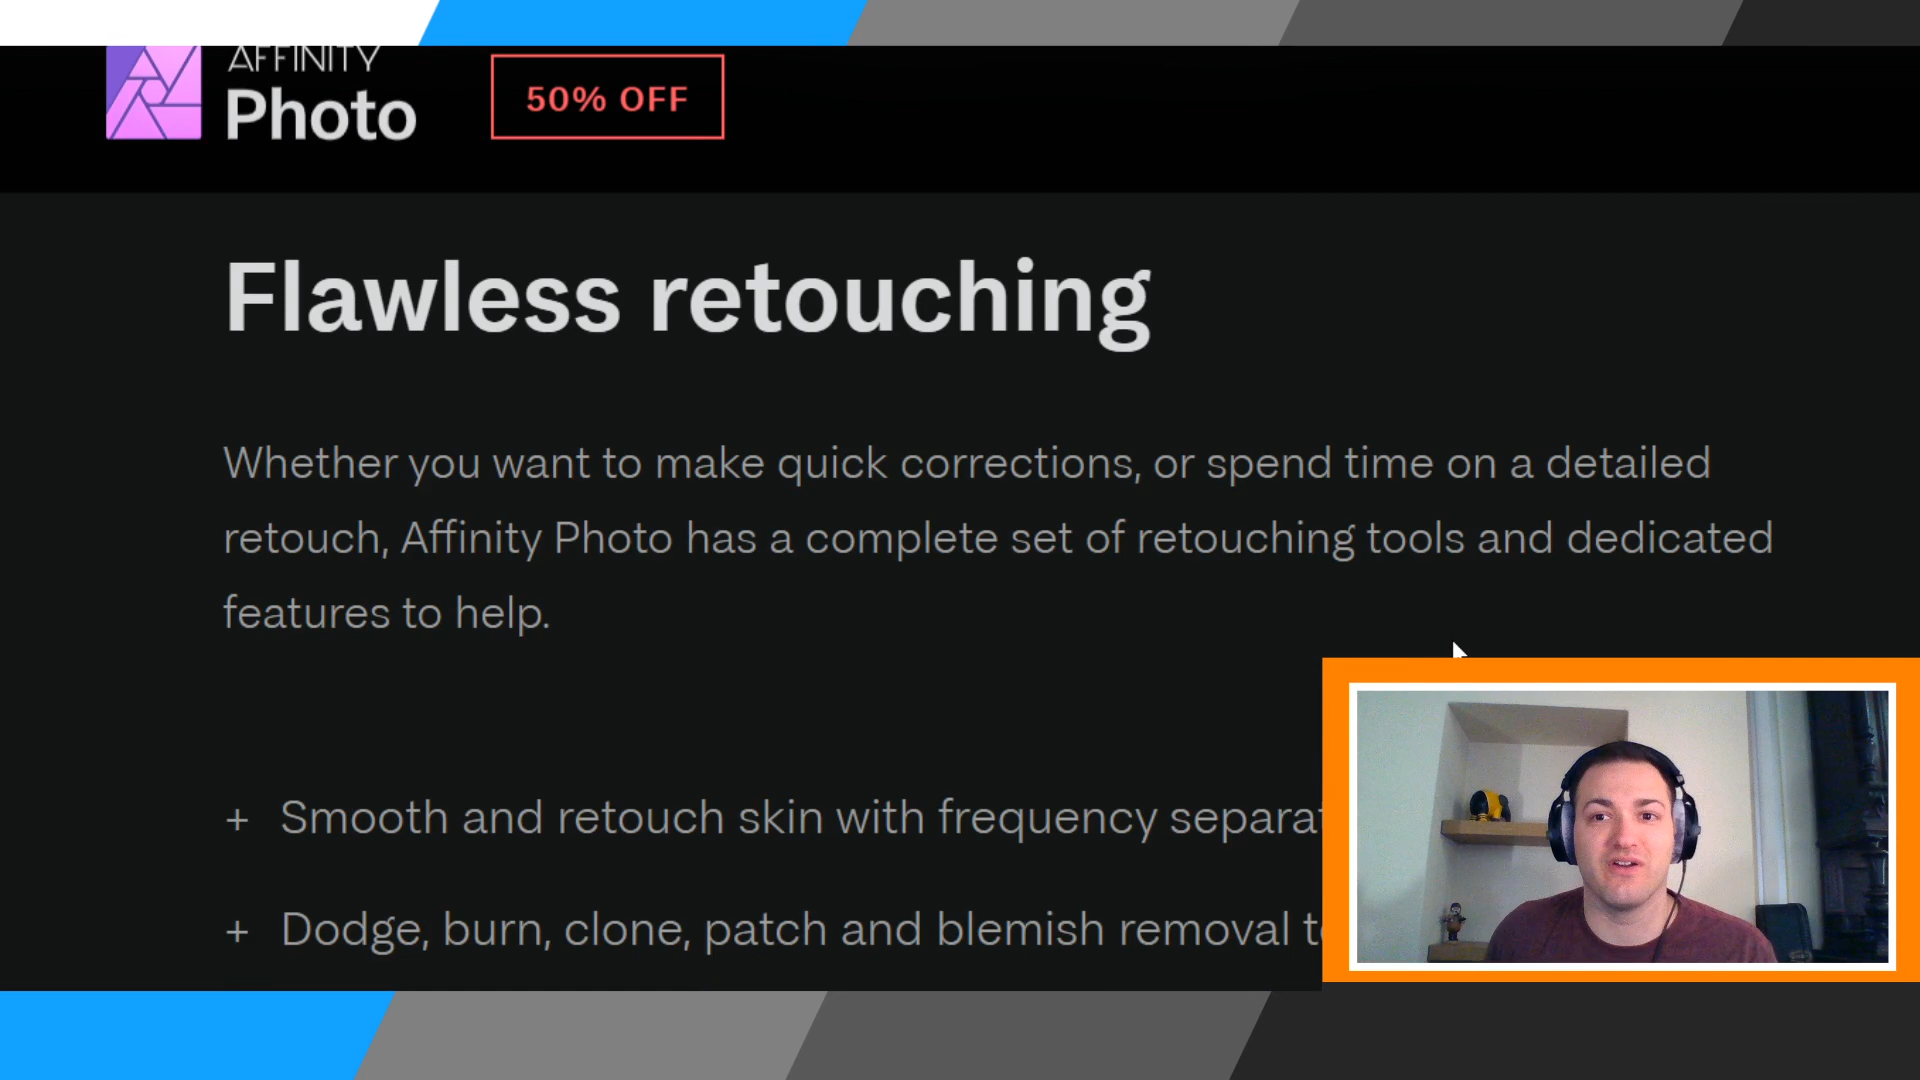 AFFINITY
Photo
50% OFF
Flawless retouching
Whether you want to make quick corrections, or spend time on a detailed
retouch, Affinity Photo has a complete set of retouching tools and dedicated
features to help.
+ Smooth and retouch skin with frequency
+ Dodge, burn, clone, patch and blemish removal